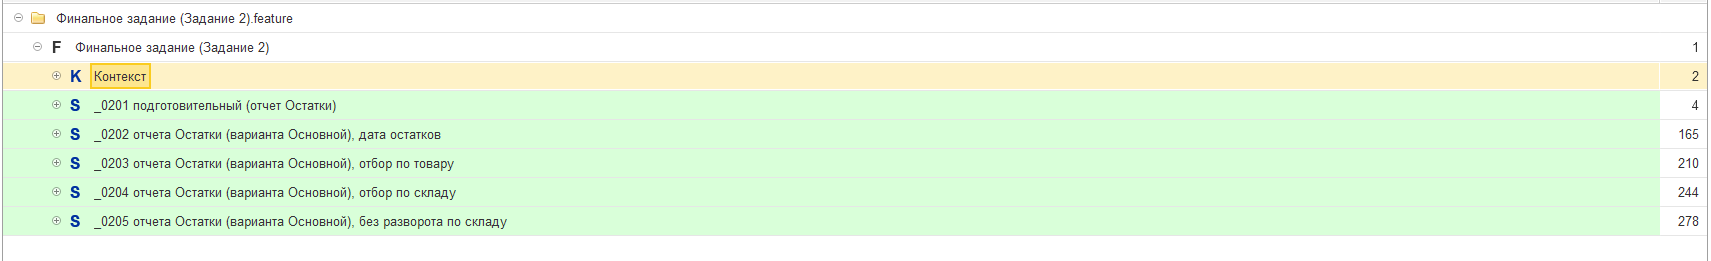 Финальное задание (Задание 2).feature
F Финальное задание (Задание 2) 1
K Контекст 2
S _0201 подготовительный (отчет Остатки) 4
S _0202 отчета Остатки (варианта Основной), дата остатков 165
S _0203 отчета Остатки (варианта Основной), отбор по товару 210
S _0204 отчета Остатки (варианта Основной), отбор по складу 244
S _0205 отчета Остатки (варианта Основной), без разворота по складу 278